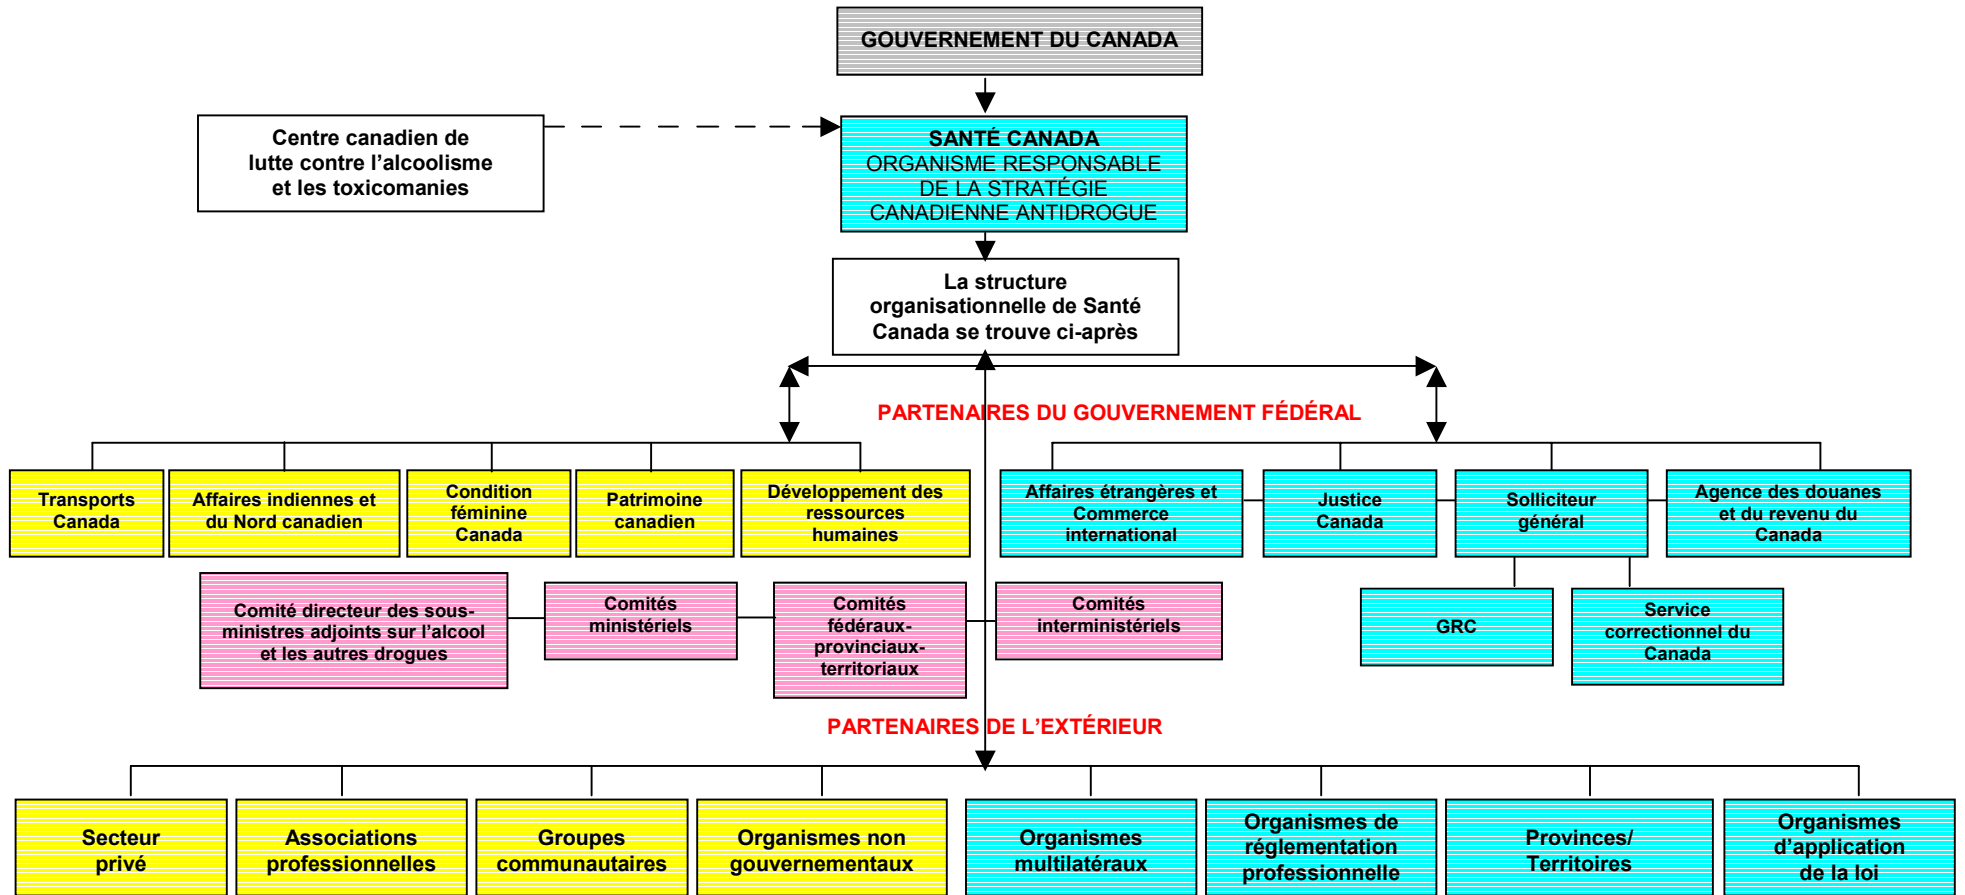 GOUVERNEMENT DU CANADA
Centre canadien de
lutte contre l'alcoolisme
et les toxicomanies
SANTÉ CANADA
ORGANISME RESPONSABLE
DE LA STRATÉGIE
CANADIENNE ANTIDROGUE
La structure
organisationnelle de Santé
Canada se trouve ci-après
PARTENAIRES DU GOUVERNEMENT FÉDÉRAL
Transports
Canada
Affaires indiennes et
du Nord canadien
Condition
féminine
Canada
Patrimoine
canadien
Développement des
ressources
humaines
Affaires étrangères et
Commerce
international
Justice
Canada
Solliciteur
général
Agence des douanes
et du revenu du
Canada
Comité directeur des sous-
ministres adjoints sur l'alcool
et les autres drogues
Comités
ministériels
Comités
fédéraux-
provinciaux-
territoriaux
Comités
interministériels
GRC
Service
correctionnel du
Canada
PARTENAIRES DE L'EXTÉRIEUR
Secteur
privé
Associations
professionnelles
Groupes
communautaires
Organismes non
gouvernementaux
Organismes
multilatéraux
Organismes de
réglementation
professionnelle
Provinces/
Territoires
Organismes
d'application
de la loi